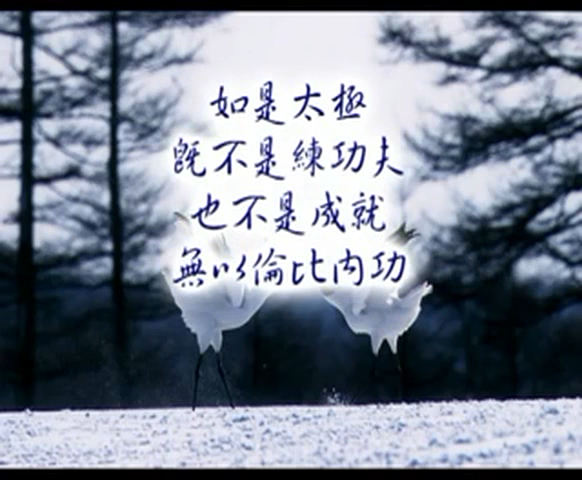 如是太極
既不是練功夫
也不是成就
無以倫比內功